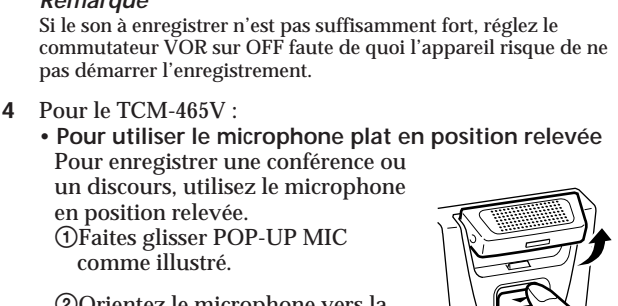 Remarque
Si le son à enregistrer n'est pas suffisamment fort, réglez le
commutateur VOR sur OFF faute de quoi l'appareil risque de ne
pas démarrer l'enregistrement.
4 Pour le TCM-465V :
• Pour utiliser le microphone plat en position relevée
Pour enregistrer une conférence ou
un discours, utilisez le microphone
en position relevée.
①Faites glisser POP-UP MIC
comme illustré.
②Orientez le microphone vers la